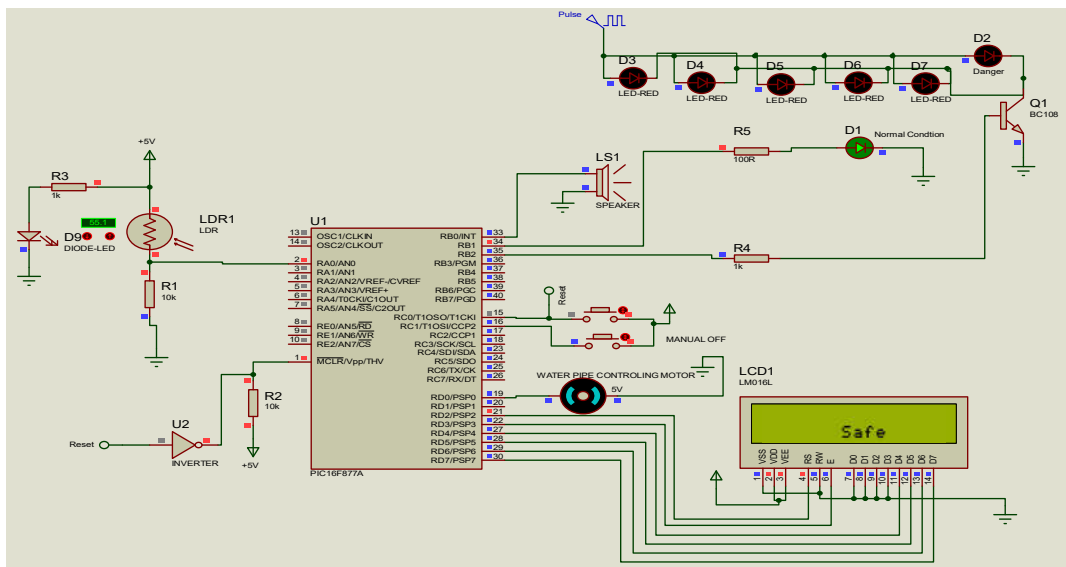 Pulse
D3
LED-RED
D4
LED-RED
D5
LED-RED
D6
LED-RED
D7
LED-RED
D2
Danger
Q1
BC108
R5
100R
D1
Normal Condtion
LS1
SPEAKER
R4
1k
+5V
R3
1k
D9
DIODE-LED
LDR1
LDR
R1
10k
U1
13 OSC1/CLKIN
14 OSC2/CLKOUT
2 RA0/AN0
3 RA1/AN1
4 RA2/AN2/VREF-/CVREF
5 RA3/AN3/VREF+
6 RA4/T0CKI/C1OUT
7 RA5/AN4/SS/C2OUT
8 RE0/AN5/RD
9 RE1/AN6/WR
10 RE2/AN7/CS
1 MCLR/Vpp/THV
RB0/INT 33
RB1 34
RB2 35
RB3/PGM 36
RB4 37
RB5 38
RB6/PGC 39
RB7/PGD 40
RC0/T1OSO/T1CKI 15
RC1/T1OSI/CCP2 16
RC2/CCP1 17
RC3/SCK/SCL 18
RC4/SDI/SDA 23
RC5/SDO 24
RC6/TX/CK 25
RC7/RX/DT 26
RD0/PSP0 19
RD1/PSP1 20
RD2/PSP2 21
RD3/PSP3 22
RD4/PSP4 27
RD5/PSP5 28
RD6/PSP6 29
RD7/PSP7 30
PIC16F877A
Reset
MANUAL OFF
WATER PIPE CONTROLING MOTOR
5V
R2
10k
+5V
U2
Reset
INVERTER
LCD1
LM016L
Safe
VSS VDD VEE RS RW E D0 D1 D2 D3 D4 D5 D6 D7
1 2 3 4 5 6 7 8 9 10 11 12 13 14